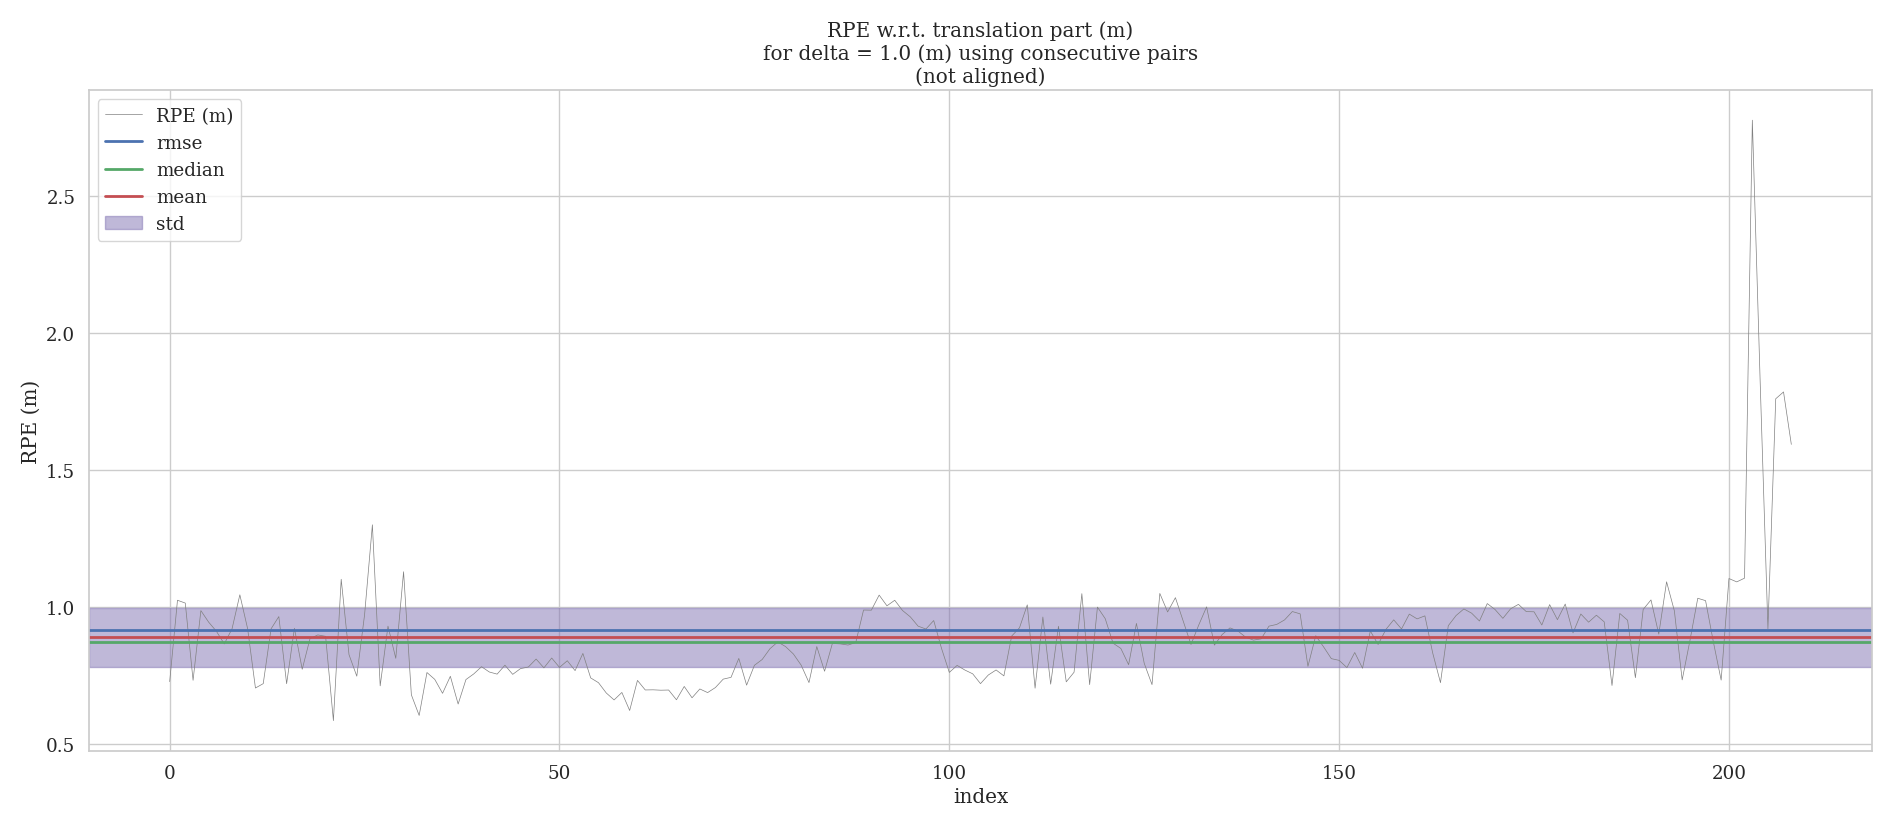 RPE w.r.t. translation part (m)
for delta = 1.0 (m) using consecutive pairs
(not aligned)
RPE (m)
rmse
median
mean
std
RPE (m)
2.5
2.0
1.5
1.0
0.5
0
50
100
150
200
index